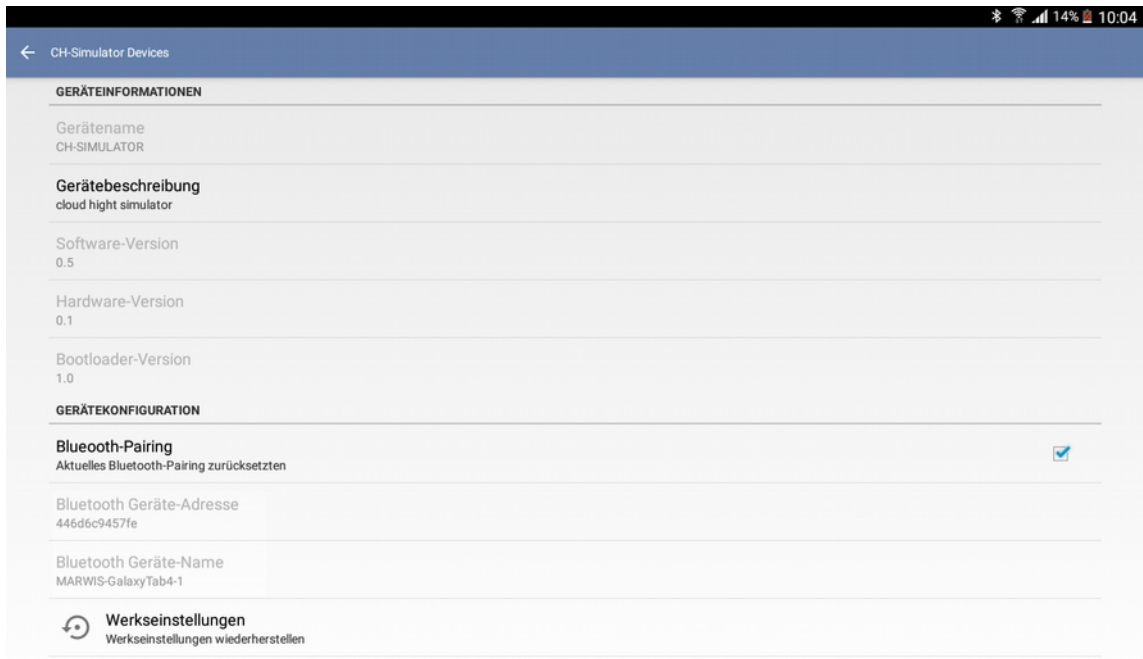 14% 10:04
CH-Simulator Devices
GERÄTEINFORMATIONEN
Gerätename
CH-SIMULATOR
Gerätebeschreibung
cloud hight simulator
Software-Version
0.5
Hardware-Version
0.1
Bootloader-Version
1.0
GERÄTEKONFIGURATION
Blueooth-Pairing
Aktuelles Bluetooth-Pairing zurücksetzten
Bluetooth Geräte-Adresse
446d6c9457fe
Bluetooth Geräte-Name
MARWIS-GalaxyTab4-1
Werkseinstellungen
Werkseinstellungen wiederherstellen